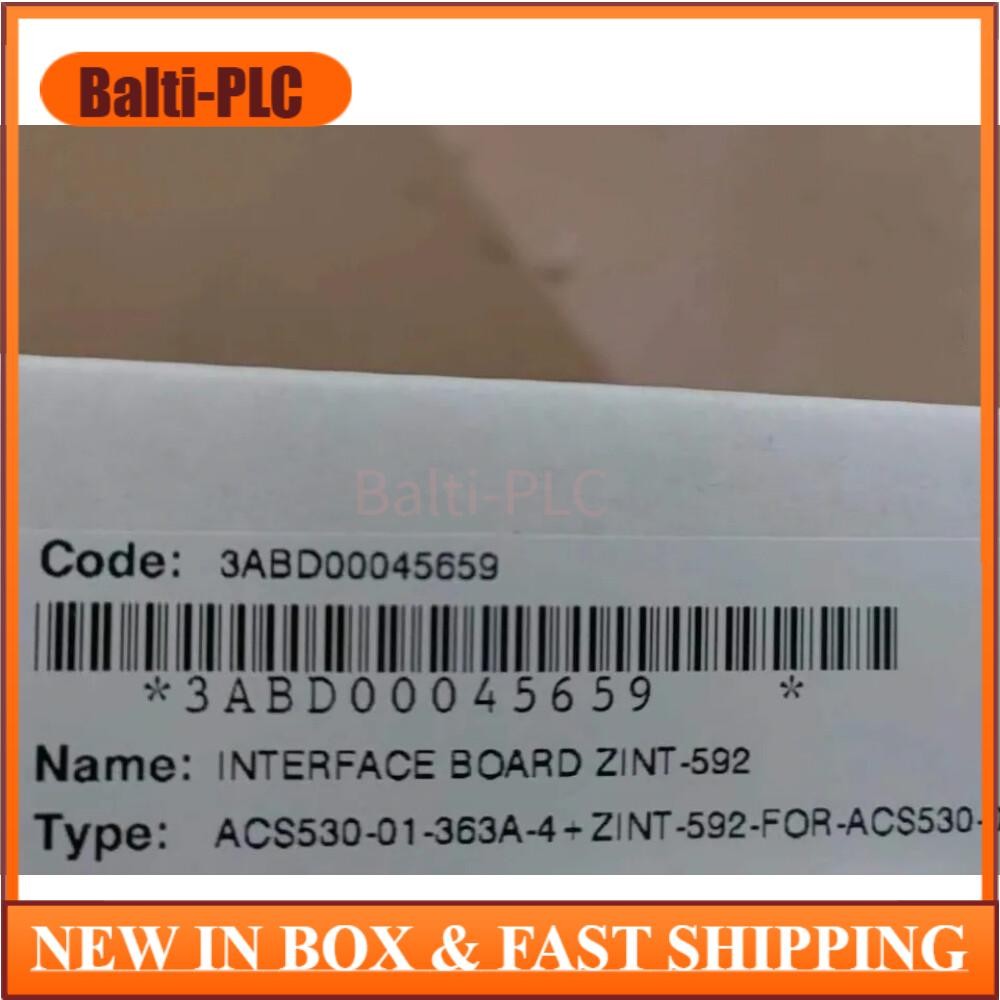 Balti-PLC
Balti-PLC
Code: 3ABD00045659
*3ABD00045659 *
Name: INTERFACE BOARD ZINT-592
Type: ACS530-01-363A-4+ZINT-592-FOR-ACS530-
NEW IN BOX & FAST SHIPPING